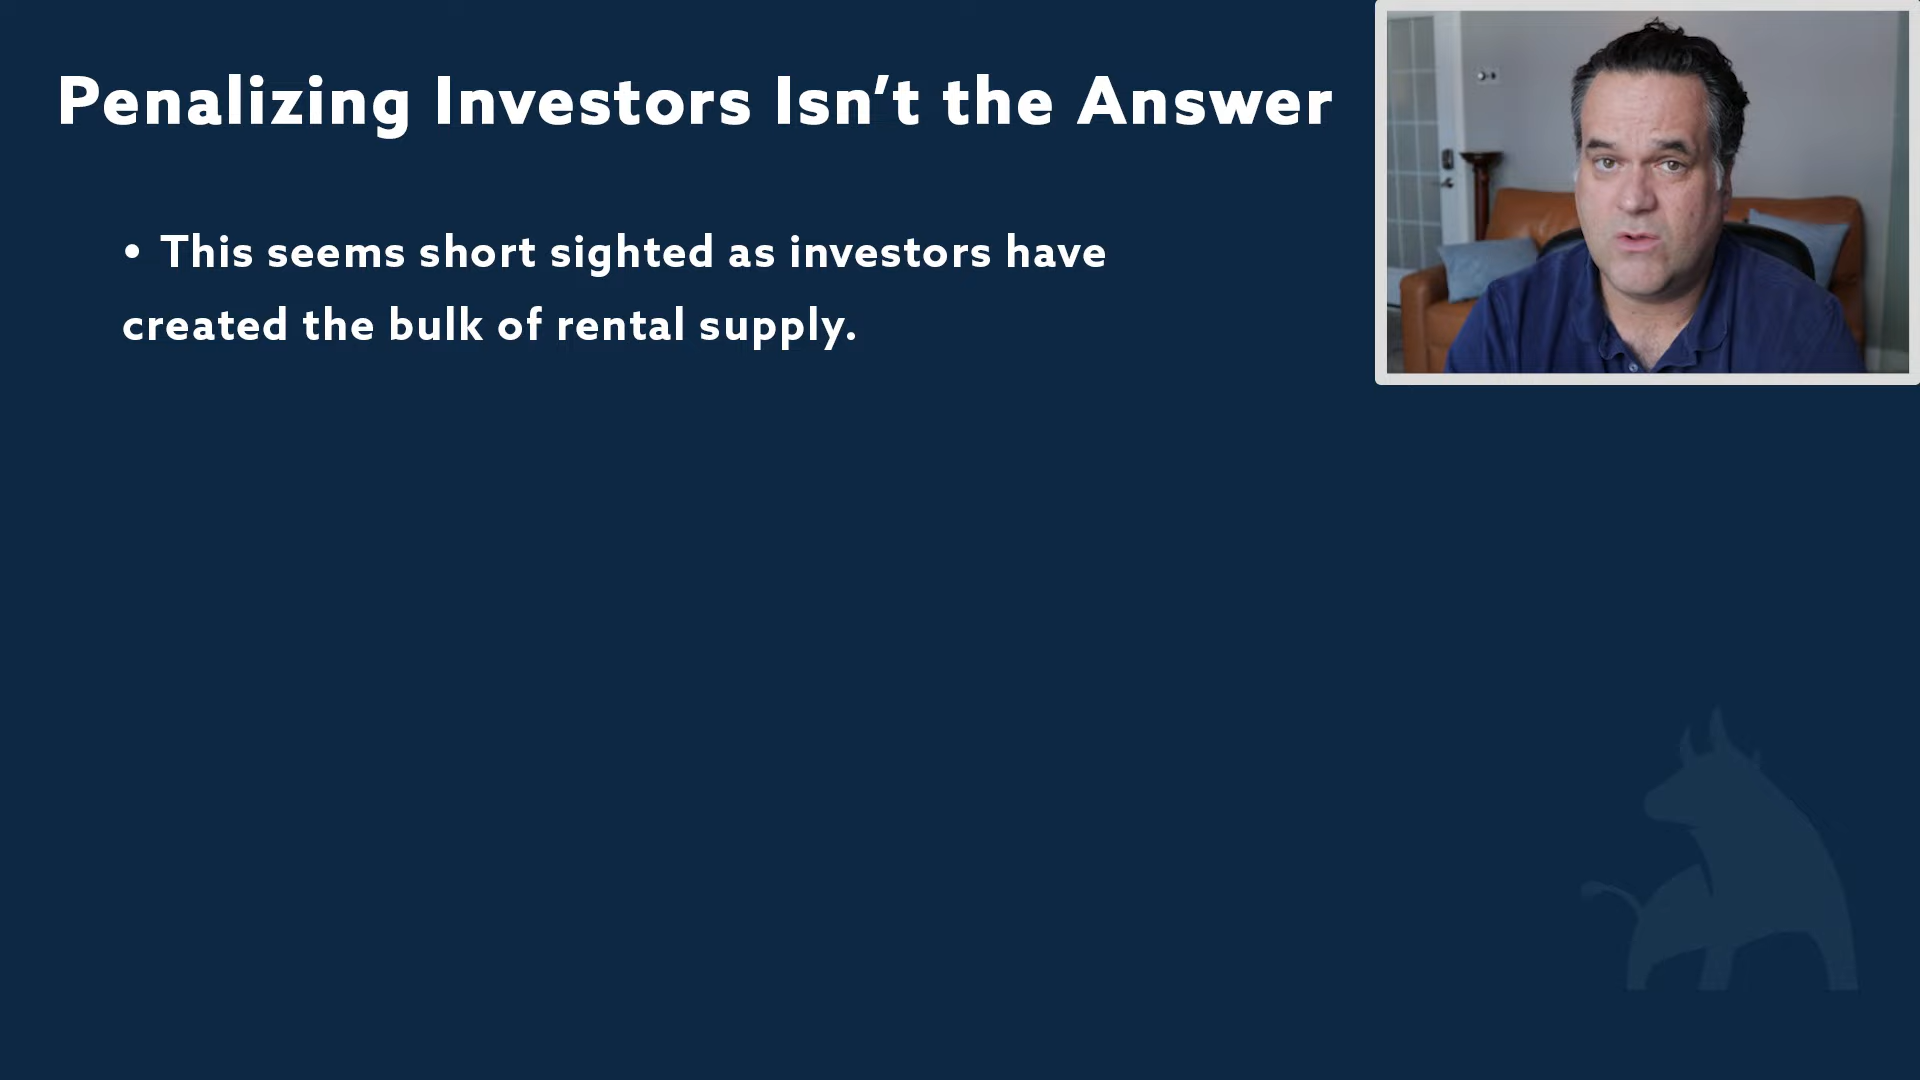 Penalizing Investors Isn’t the Answer
• This seems short sighted as investors have
created the bulk of rental supply.